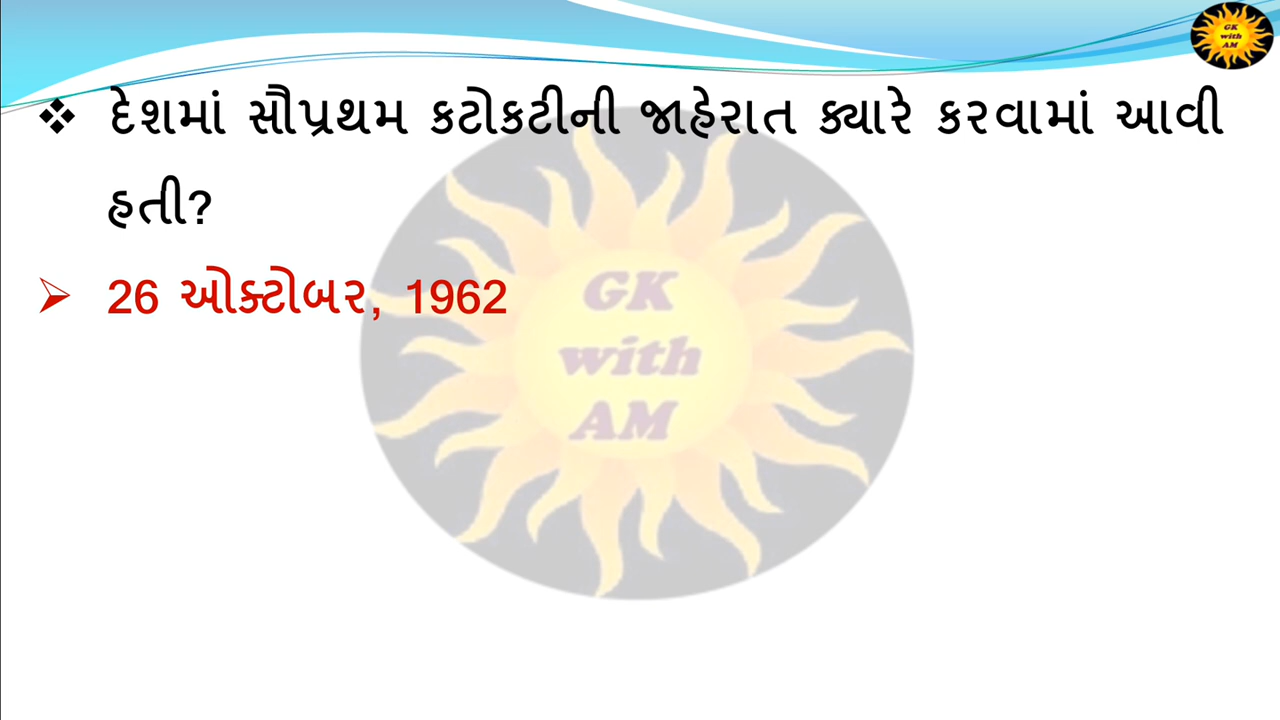 GK
with
AM
❖ દેશમાં સૌપ્રથમ કટોકટીની જાહેરાત ક્યારે કરવામાં આવી
હતી?
➢ 26 ઓક્ટોબર, 1962
GK
with
AM